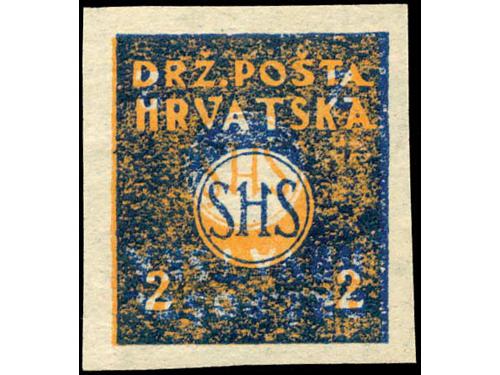 DRŽ. POŠTA
HRVATSKA
SHS
2 2